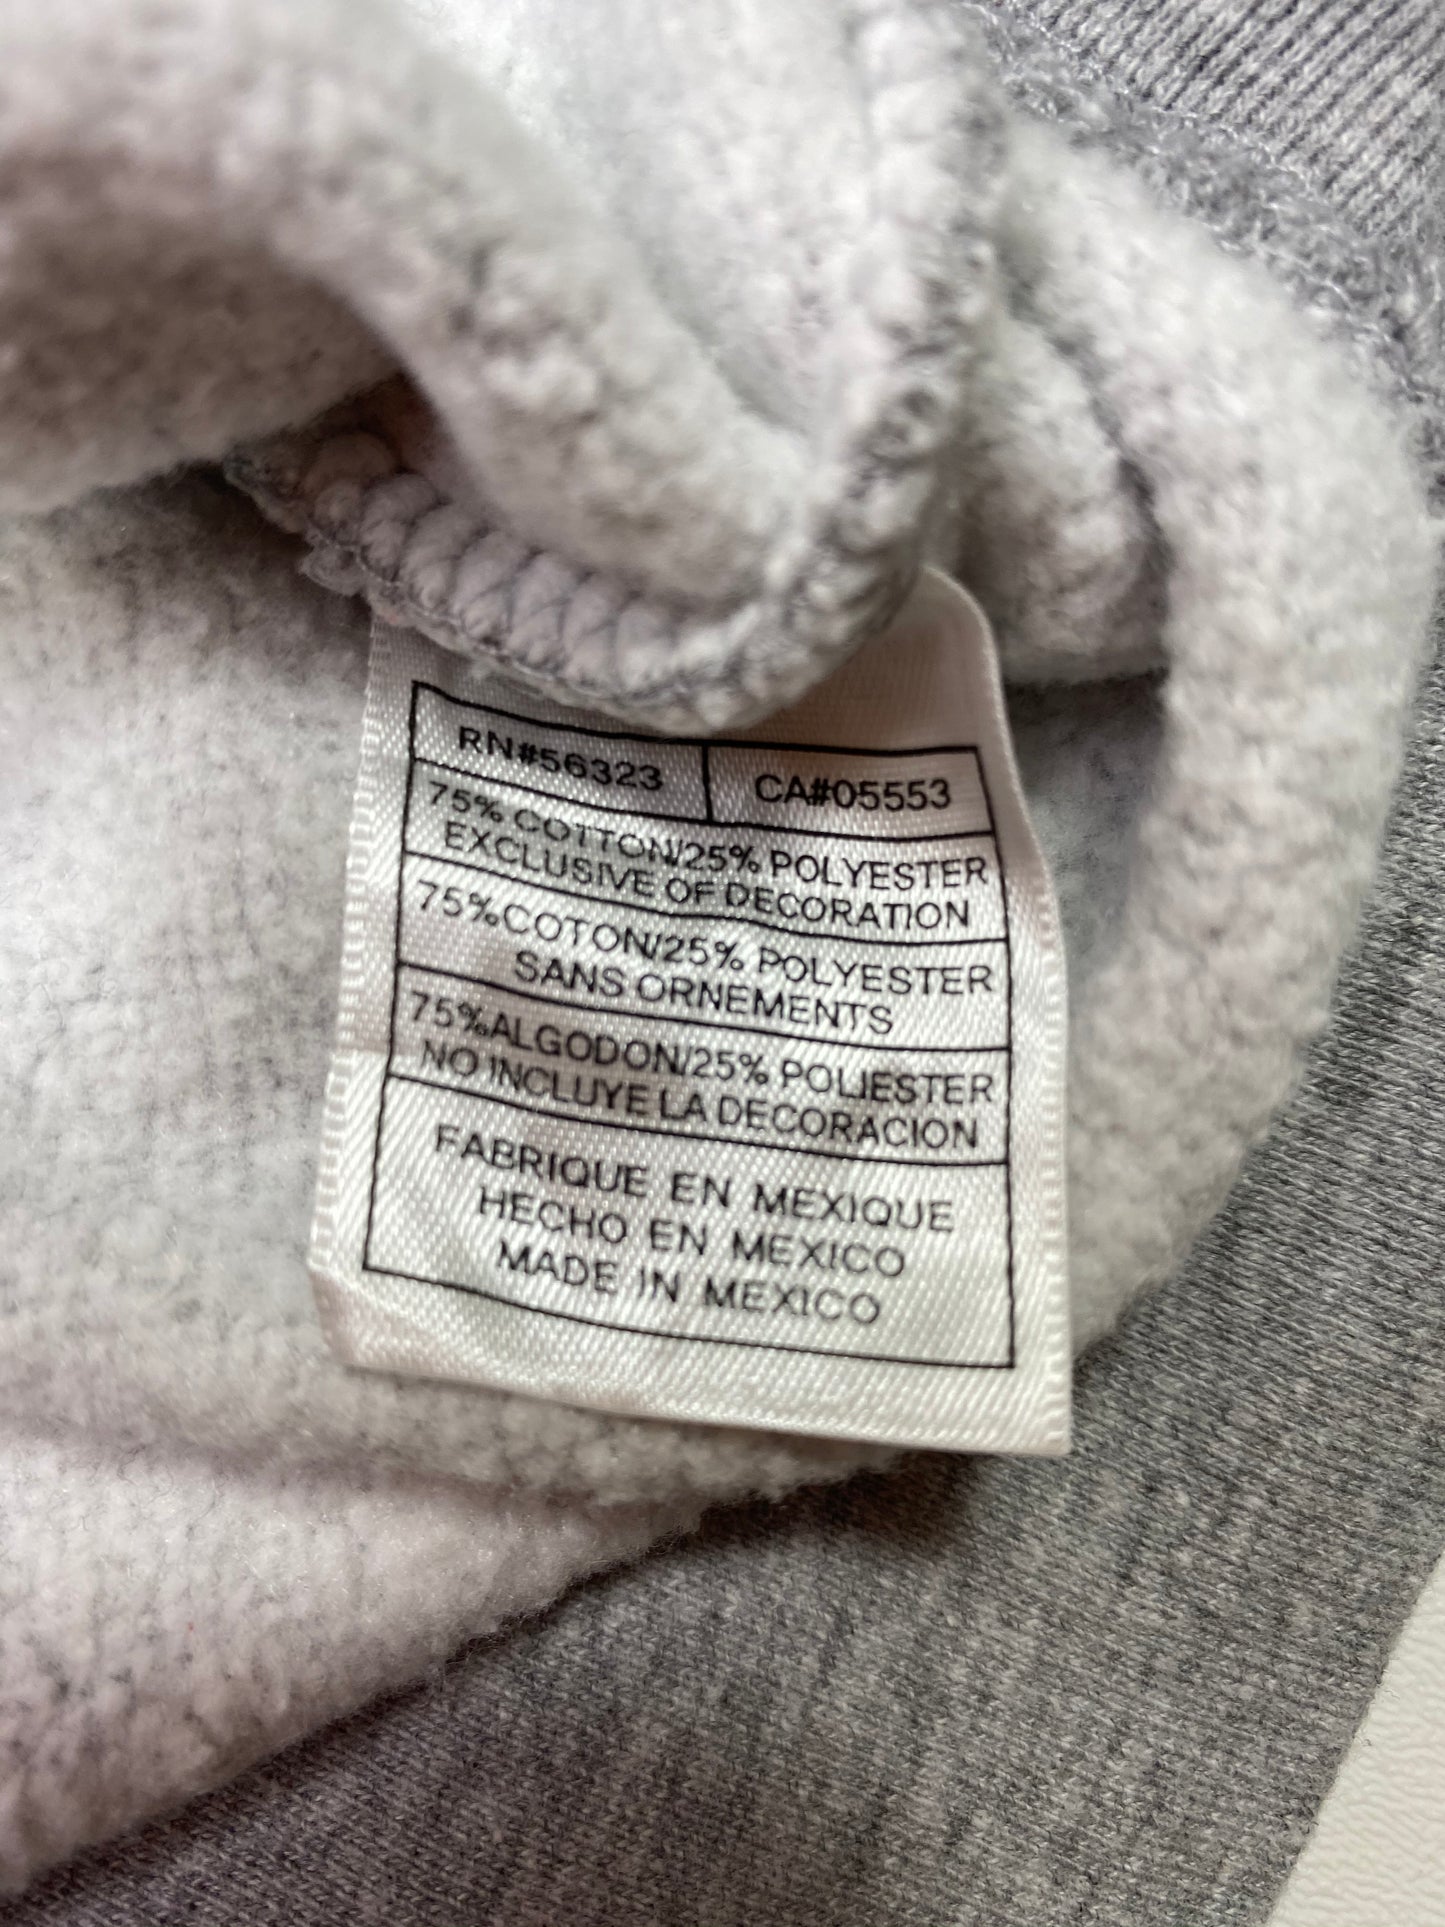 RN#56323 CA#05553
75% COTTON/25% POLYESTER
EXCLUSIVE OF DECORATION
75%COTON/25% POLYESTER
SANS ORNEMENTS
75%ALGODON/25% POLIESTER
NO INCLUYE LA DECORACION
FABRIQUE EN MEXIQUE
HECHO EN MEXICO
MADE IN MEXICO